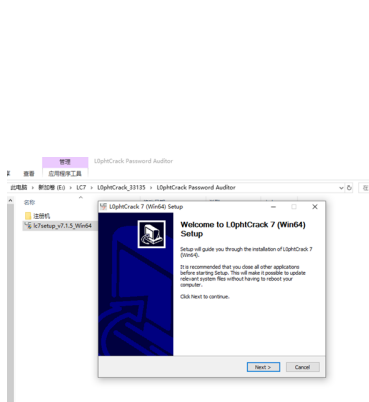 管理
L0phtCrack Password Auditor
查看
应用程序工具
此电脑 › 新加卷 (E:) › LC7 › L0phtCrack_33135 › L0phtCrack Password Auditor
名称
注册机
lc7setup_v7.1.5_Win64
L0phtCrack 7 (Win64) Setup
Welcome to L0phtCrack 7 (Win64)
Setup
Setup will guide you through the installation of L0phtCrack 7
(Win64).
It is recommended that you close all other applications
before starting Setup. This will make it possible to update
relevant system files without having to reboot your
computer.
Click Next to continue.
Next >
Cancel